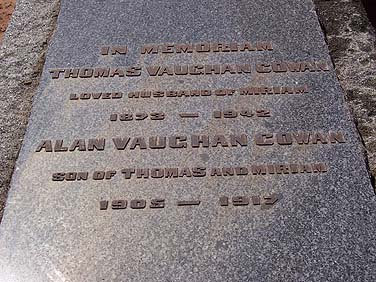 IN MEMORIAM
THOMAS VAUGHAN COWAN
LOVED HUSBAND OF MIRIAM
1873 — 1942
ALAN VAUGHAN COWAN
SON OF THOMAS AND MIRIAM
1905 — 1917